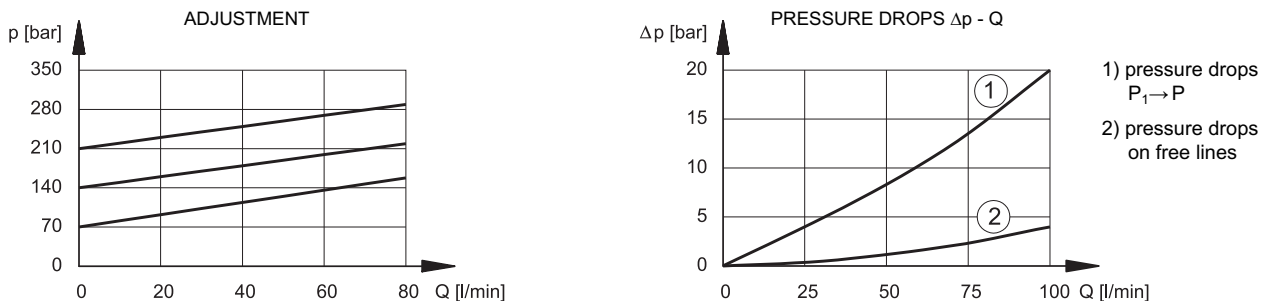 ADJUSTMENT
p [bar]
350
280
210
140
70
0
0 20 40 60 80 Q [l/min]
PRESSURE DROPS Δp - Q
Δp [bar]
20
15
10
5
0
0 25 50 75 100 Q [l/min]
1
2
1) pressure drops
P₁→P
2) pressure drops
on free lines